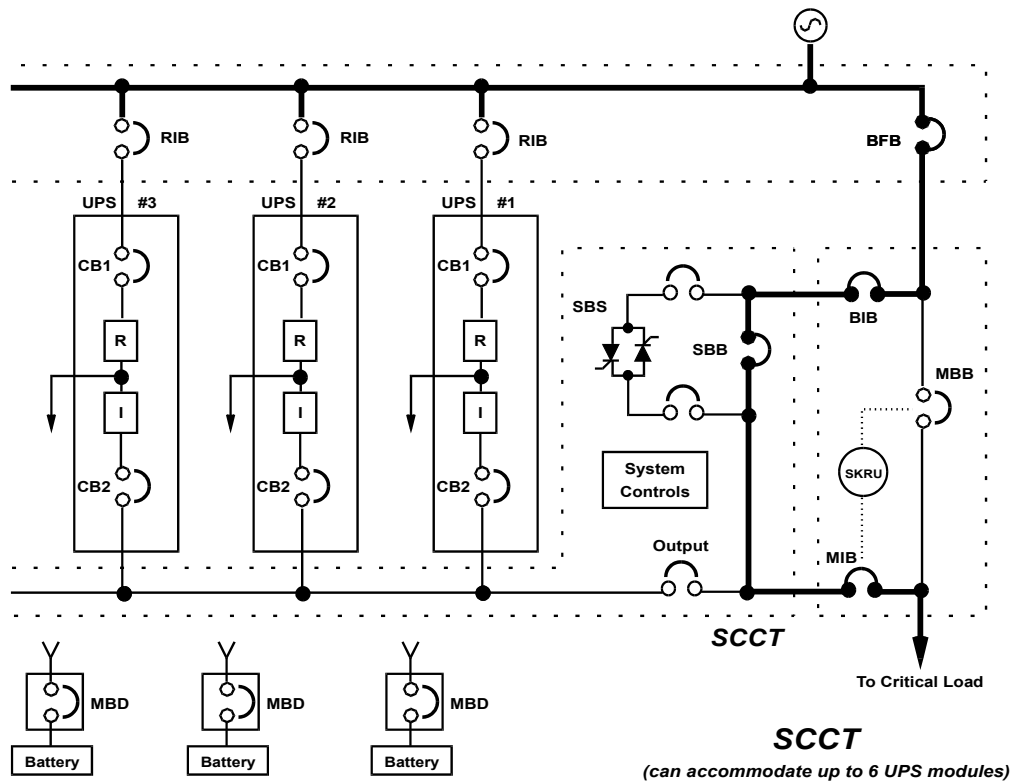 RIB
RIB
RIB
BFB
UPS #3
UPS #2
UPS #1
CB1
CB1
CB1
R
R
R
I
I
I
CB2
CB2
CB2
SBS
SBB
BIB
MBB
System
Controls
SKRU
Output
MIB
SCCT
To Critical Load
MBD
MBD
MBD
Battery
Battery
Battery
SCCT
(can accommodate up to 6 UPS modules)